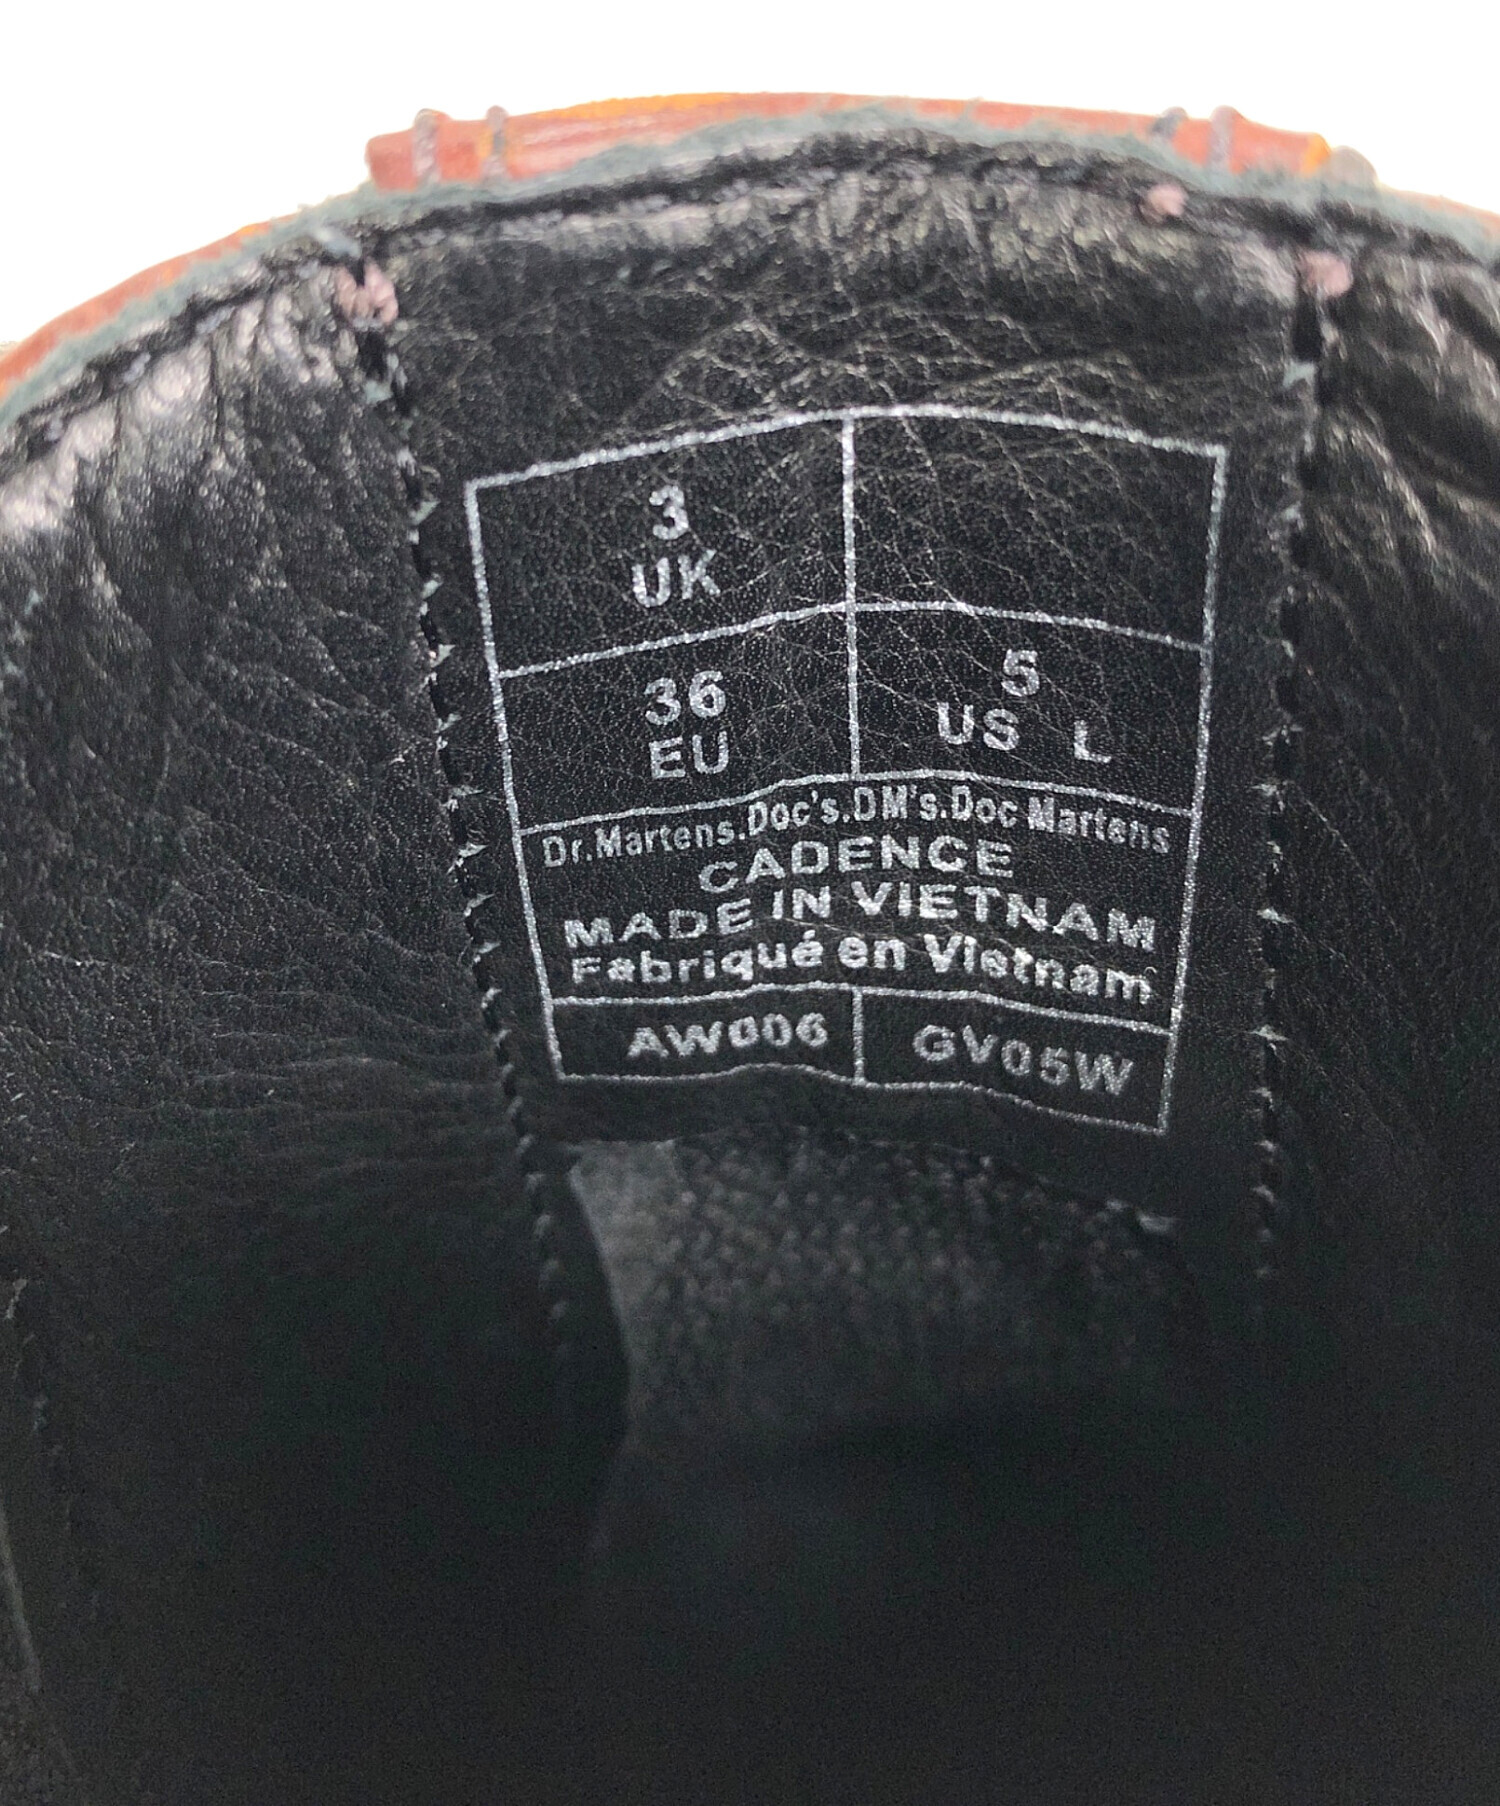 3
UK
36
EU
5
US L
Dr.Martens.Doc's.DM's.Doc Martens
CADENCE
MADE IN VIETNAM
Fabriqué en Vietnam
AW006
GV05W